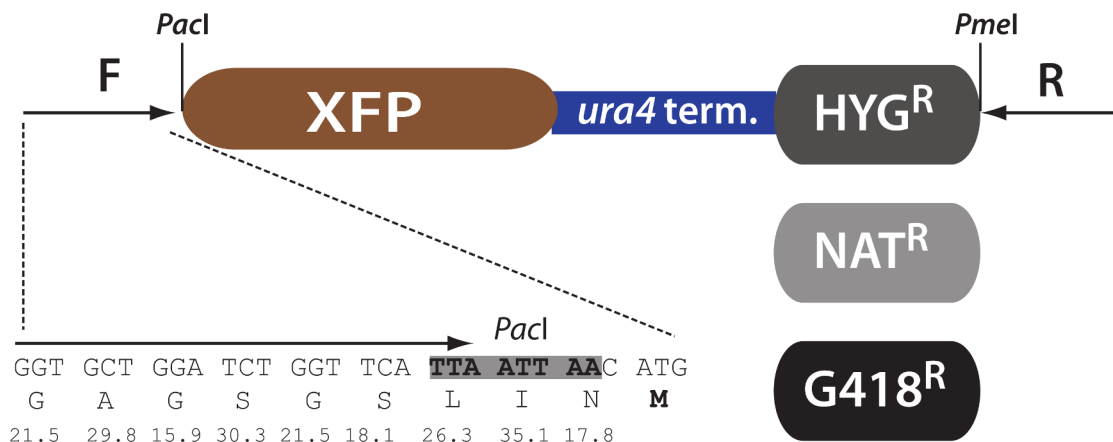 PacI PmeI
F R
XFP ura4 term. HYGR
NATR
PacI
GGT GCT GGA TCT GGT TCA TTA ATT AAC ATG
G A G S G S L I N M
21.5 29.8 15.9 30.3 21.5 18.1 26.3 35.1 17.8
G418R